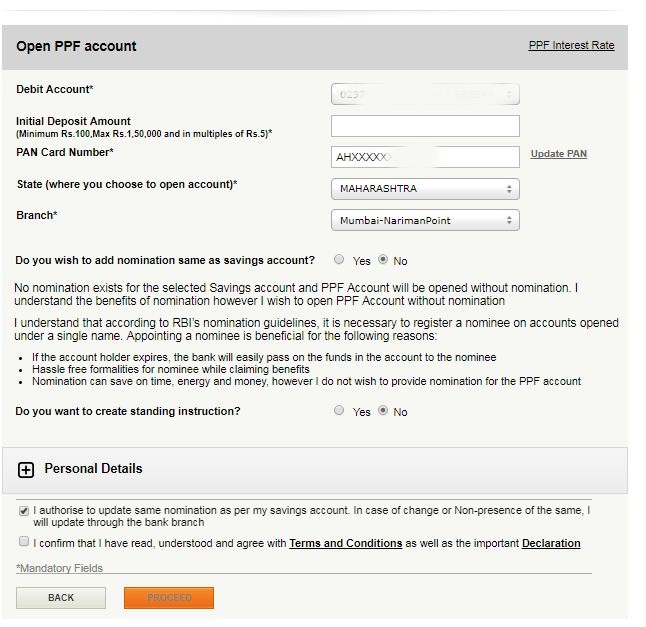 Open PPF account
PPF Interest Rate
Debit Account*
0297
Initial Deposit Amount
(Minimum Rs.100,Max Rs.1,50,000 and in multiples of Rs.5)*
PAN Card Number*
AHXXXXXX
Update PAN
State (where you choose to open account)*
MAHARASHTRA
Branch*
Mumbai-NarimanPoint
Do you wish to add nomination same as savings account?
Yes No
No nomination exists for the selected Savings account and PPF Account will be opened without nomination. I
understand the benefits of nomination however I wish to open PPF Account without nomination
I understand that according to RBI's nomination guidelines, it is necessary to register a nominee on accounts opened
under a single name. Appointing a nominee is beneficial for the following reasons:
• If the account holder expires, the bank will easily pass on the funds in the account to the nominee
• Hassle free formalities for nominee while claiming benefits
• Nomination can save on time, energy and money, however I do not wish to provide nomination for the PPF account
Do you want to create standing instruction?
Yes No
Personal Details
I authorise to update same nomination as per my savings account. In case of change or Non-presence of the same, I
will update through the bank branch
I confirm that I have read, understood and agree with Terms and Conditions as well as the important Declaration
*Mandatory Fields
BACK
PROCEED